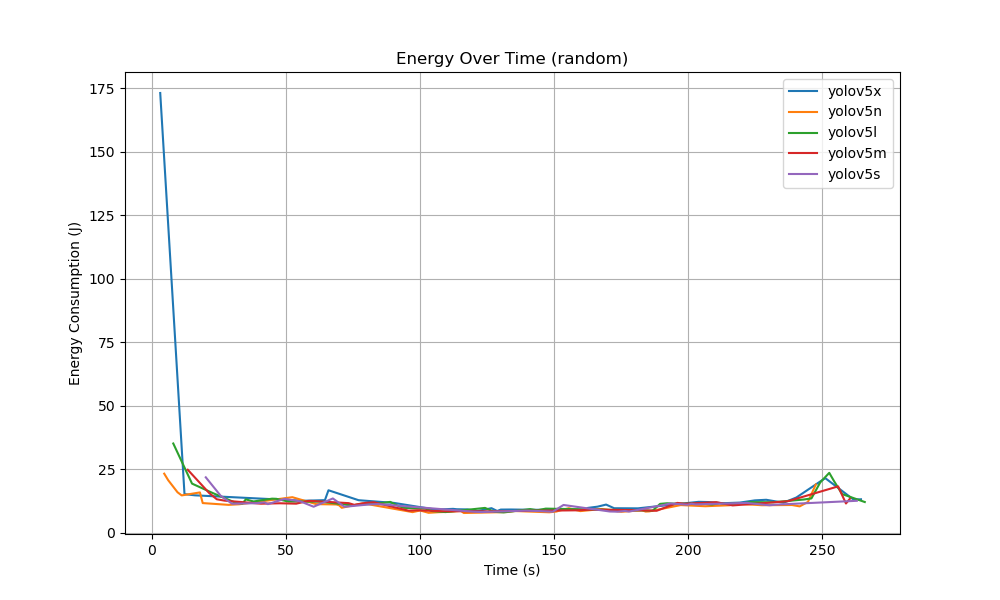 Energy Over Time (random)
Energy Consumption (J)
175
150
125
100
75
50
25
0
yolov5x
yolov5n
yolov5l
yolov5m
yolov5s
0 50 100 150 200 250
Time (s)